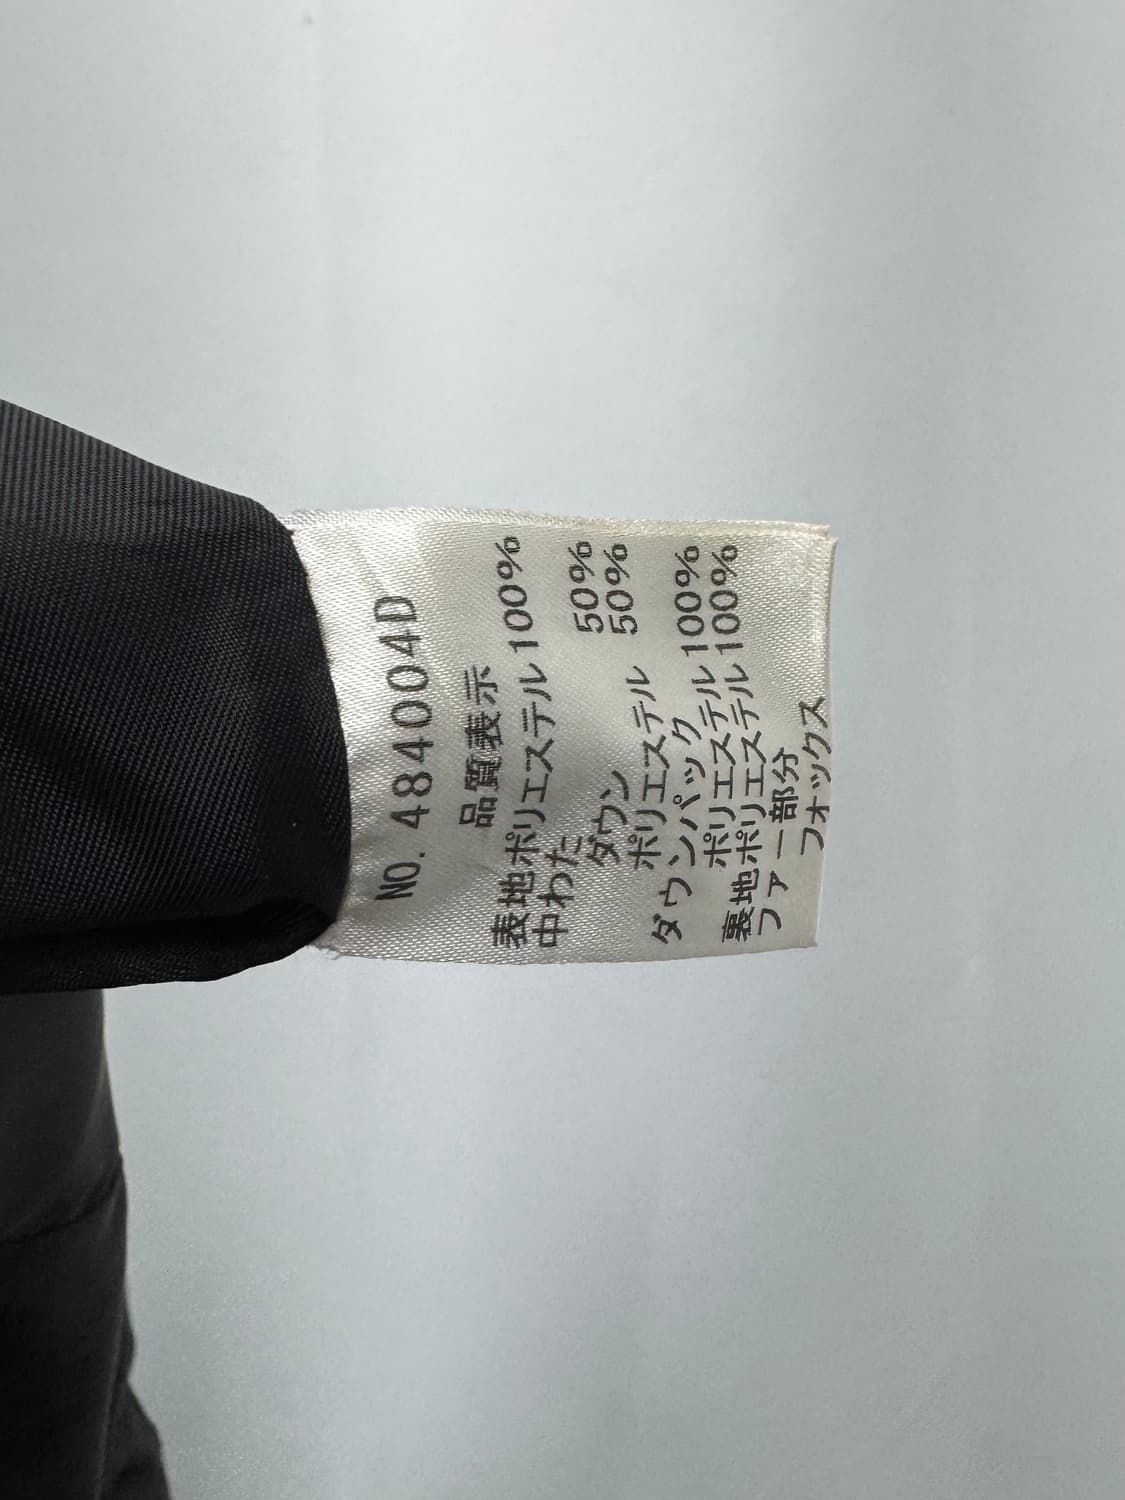 NO. 484004D
品質表示
表地ポリエステル100%
中わた
ダウン 50%
ポリエステル 50%
ダウンパック
ポリエステル100%
裏地ポリエステル100%
ファー部分
フォックス